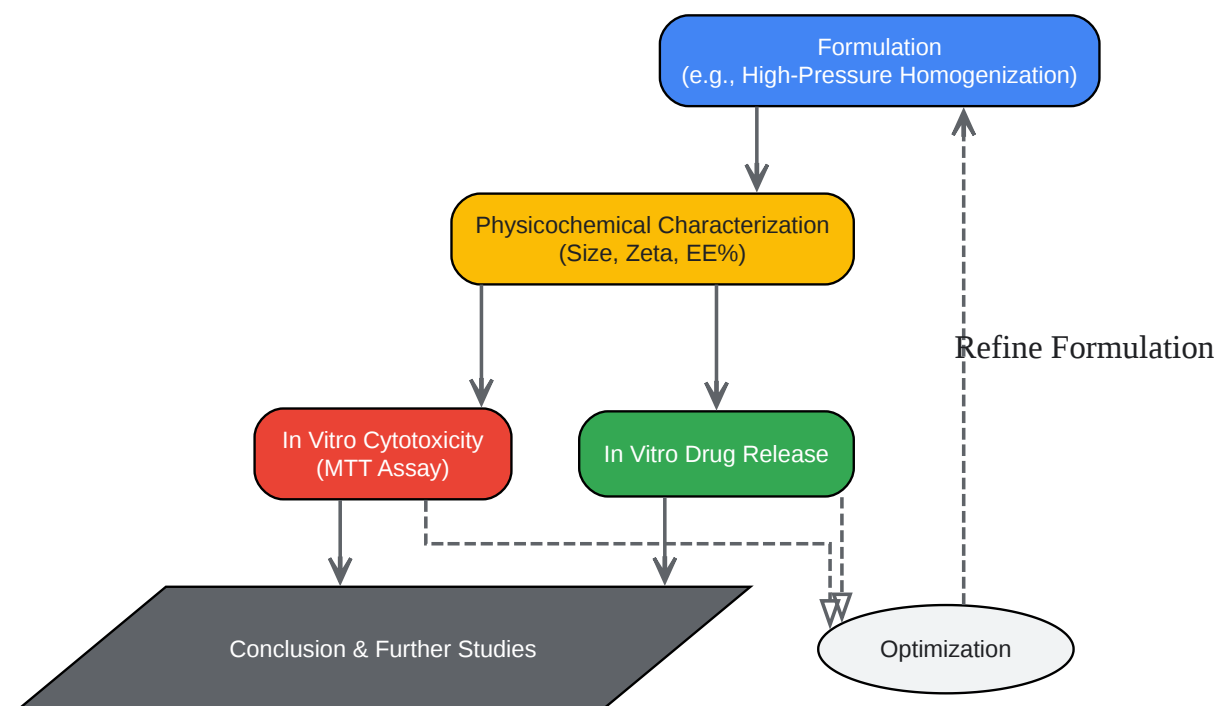 Formulation
(e.g., High-Pressure Homogenization)
Physicochemical Characterization
(Size, Zeta, EE%)
Refine Formulation
In Vitro Cytotoxicity
(MTT Assay)
In Vitro Drug Release
Conclusion & Further Studies
Optimization